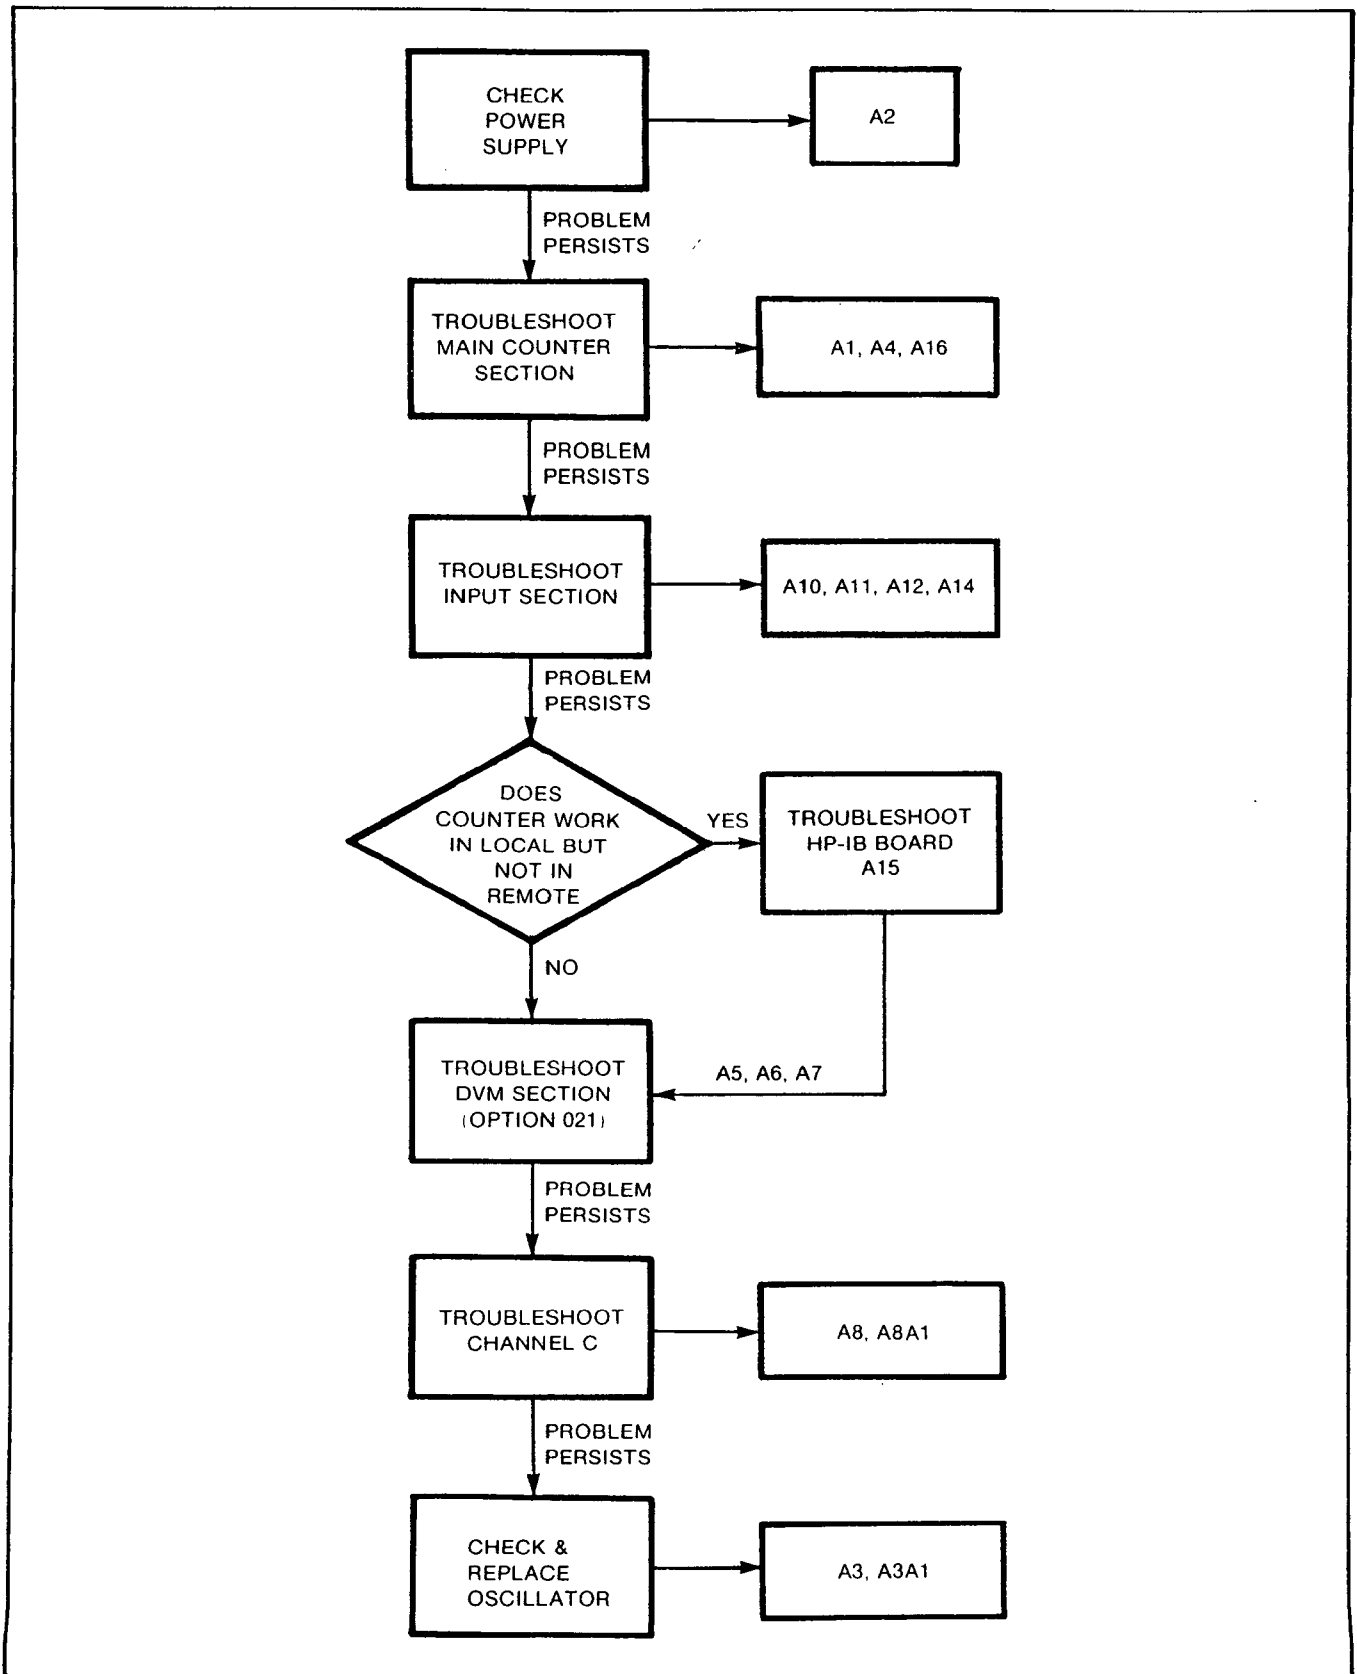 CHECK
POWER
SUPPLY
A2
PROBLEM
PERSISTS
TROUBLESHOOT
MAIN COUNTER
SECTION
A1, A4, A16
PROBLEM
PERSISTS
TROUBLESHOOT
INPUT SECTION
A10, A11, A12, A14
PROBLEM
PERSISTS
DOES
COUNTER WORK
IN LOCAL BUT
NOT IN
REMOTE
YES
TROUBLESHOOT
HP-IB BOARD
A15
NO
TROUBLESHOOT
DVM SECTION
(OPTION 021)
A5, A6, A7
PROBLEM
PERSISTS
TROUBLESHOOT
CHANNEL C
A8, A8A1
PROBLEM
PERSISTS
CHECK &
REPLACE
OSCILLATOR
A3, A3A1